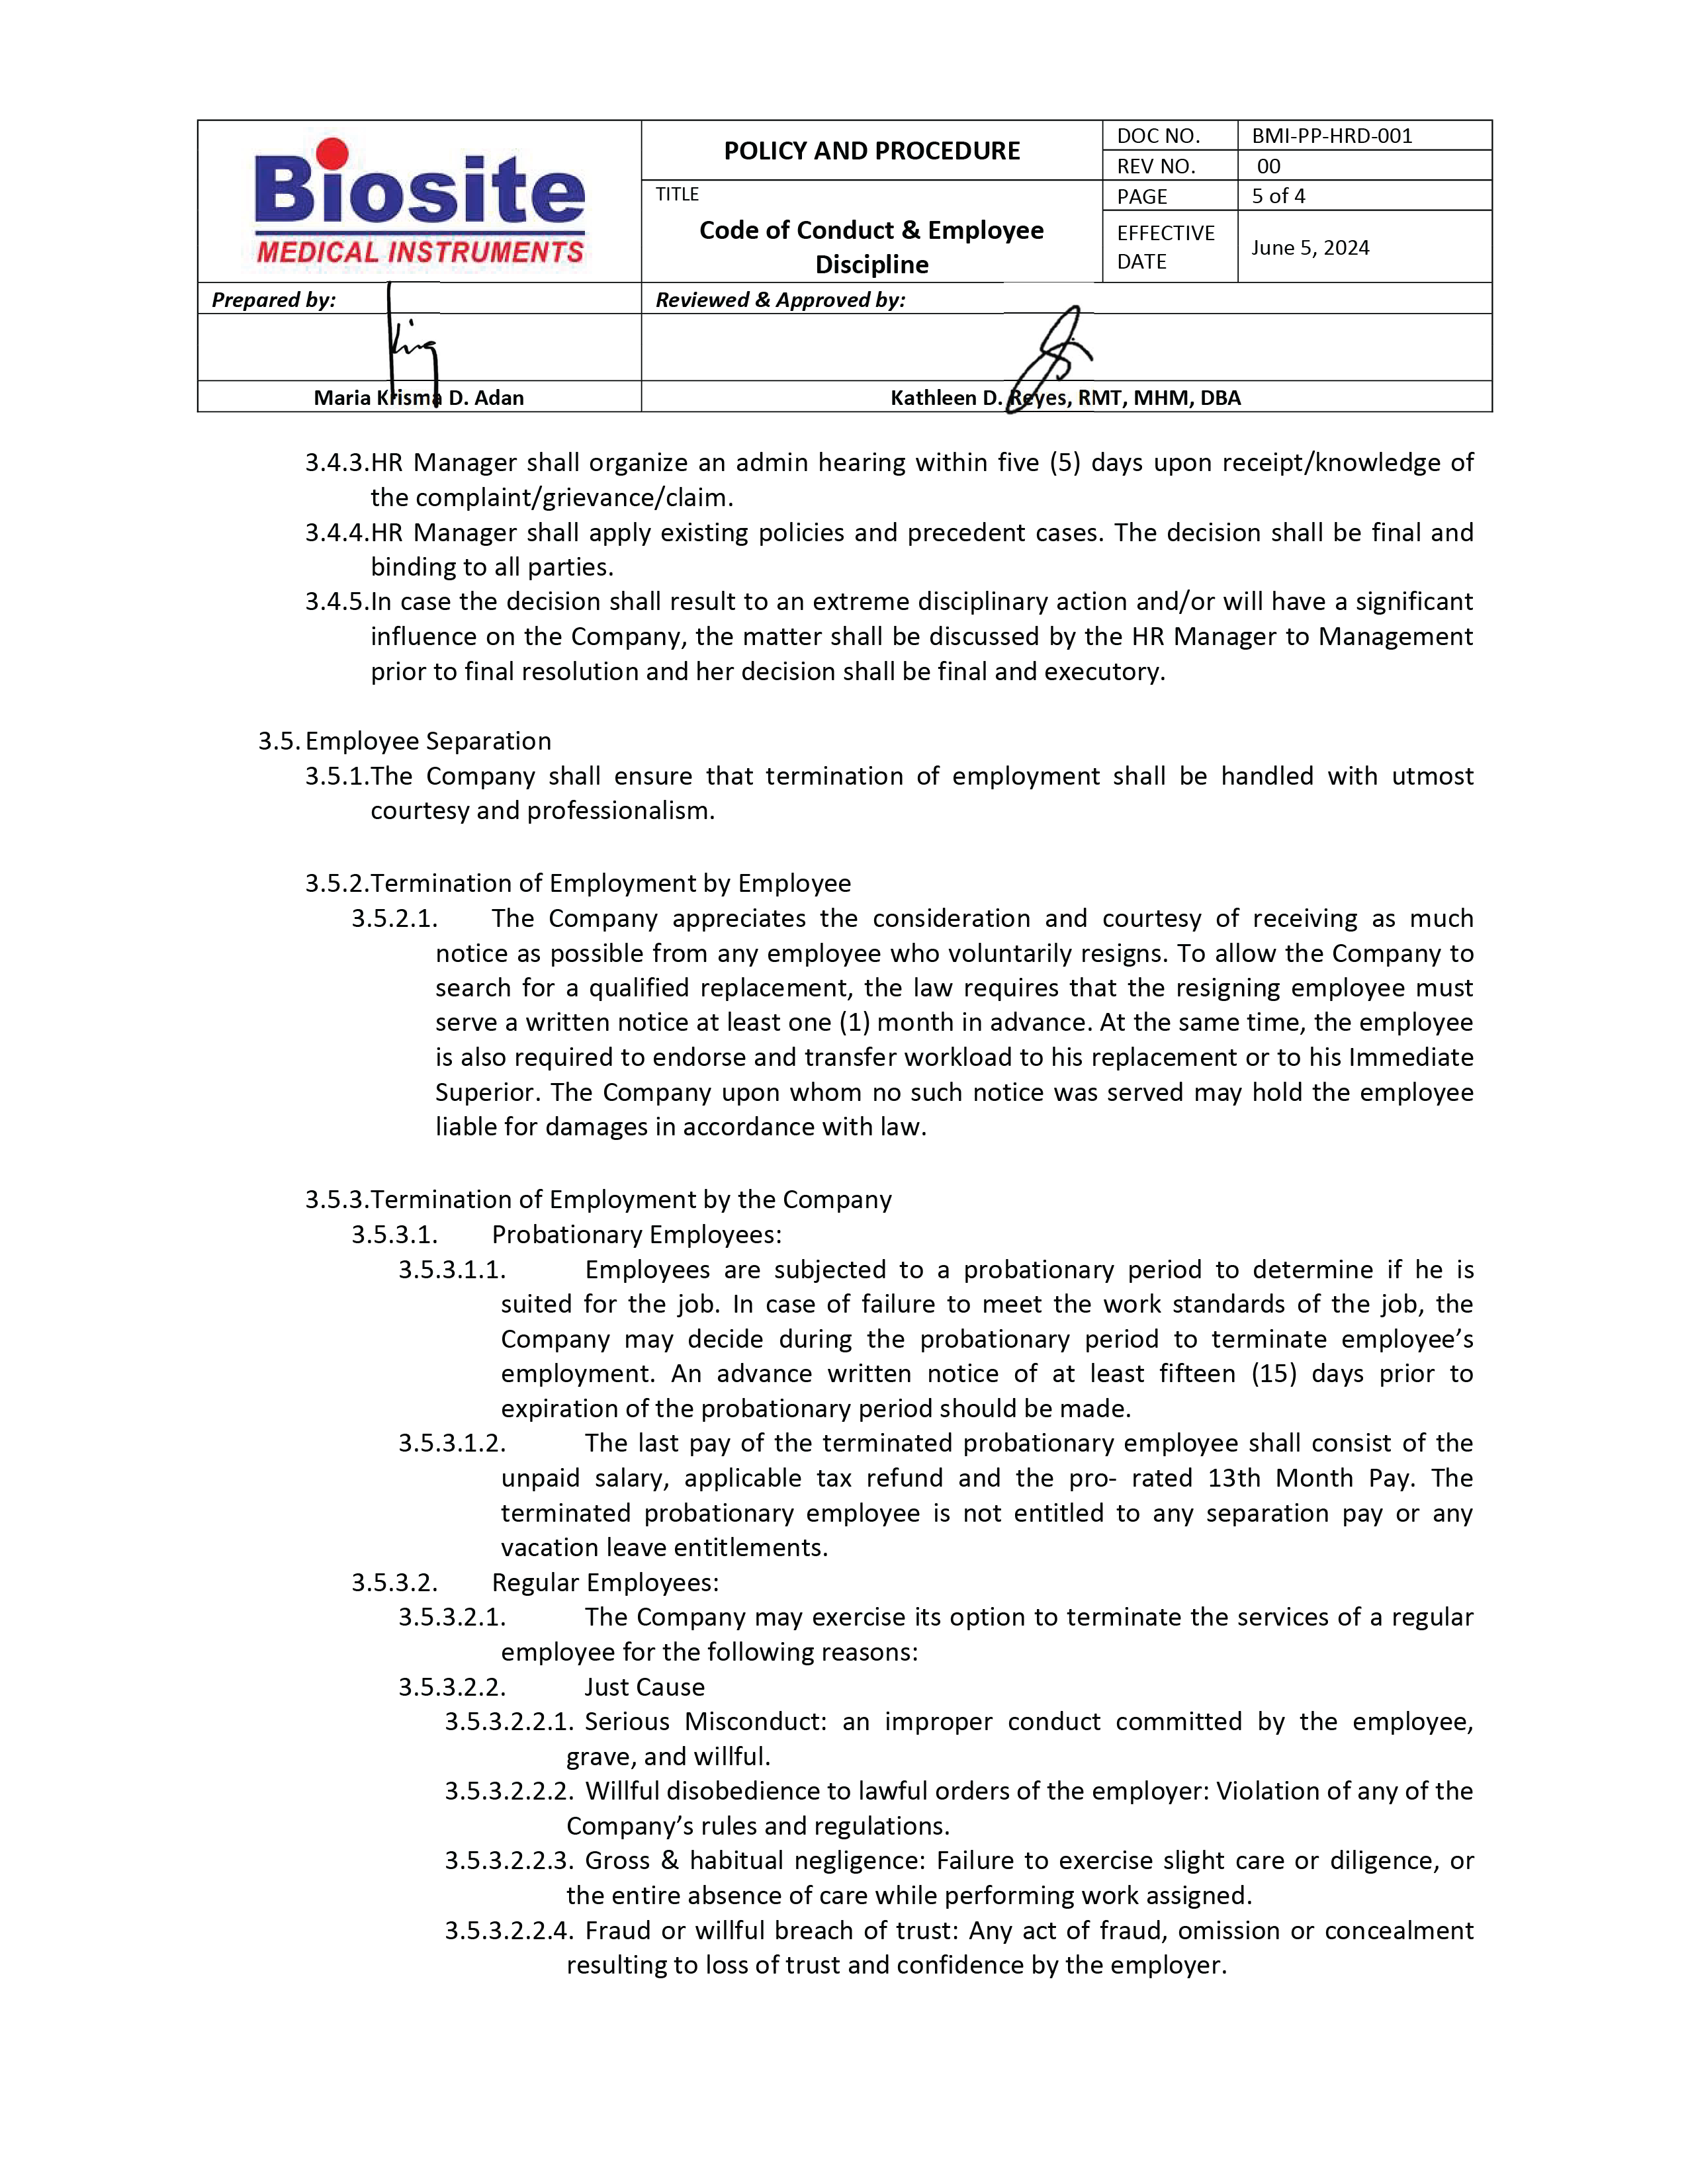 Biosite
MEDICAL INSTRUMENTS
POLICY AND PROCEDURE
DOC NO. BMI-PP-HRD-001
REV NO. 00
TITLE
Code of Conduct & Employee
Discipline
PAGE 5 of 4
EFFECTIVE
DATE
June 5, 2024
Prepared by:
Reviewed & Approved by:
Maria Krisma D. Adan
Kathleen D. Reyes, RMT, MHM, DBA
3.4.3.HR Manager shall organize an admin hearing within five (5) days upon receipt/knowledge of
the complaint/grievance/claim.
3.4.4.HR Manager shall apply existing policies and precedent cases. The decision shall be final and
binding to all parties.
3.4.5.In case the decision shall result to an extreme disciplinary action and/or will have a significant
influence on the Company, the matter shall be discussed by the HR Manager to Management
prior to final resolution and her decision shall be final and executory.
3.5. Employee Separation
3.5.1.The Company shall ensure that termination of employment shall be handled with utmost
courtesy and professionalism.
3.5.2.Termination of Employment by Employee
3.5.2.1. The Company appreciates the consideration and courtesy of receiving as much
notice as possible from any employee who voluntarily resigns. To allow the Company to
search for a qualified replacement, the law requires that the resigning employee must
serve a written notice at least one (1) month in advance. At the same time, the employee
is also required to endorse and transfer workload to his replacement or to his Immediate
Superior. The Company upon whom no such notice was served may hold the employee
liable for damages in accordance with law.
3.5.3.Termination of Employment by the Company
3.5.3.1. Probationary Employees:
3.5.3.1.1. Employees are subjected to a probationary period to determine if he is
suited for the job. In case of failure to meet the work standards of the job, the
Company may decide during the probationary period to terminate employee’s
employment. An advance written notice of at least fifteen (15) days prior to
expiration of the probationary period should be made.
3.5.3.1.2. The last pay of the terminated probationary employee shall consist of the
unpaid salary, applicable tax refund and the pro- rated 13th Month Pay. The
terminated probationary employee is not entitled to any separation pay or any
vacation leave entitlements.
3.5.3.2. Regular Employees:
3.5.3.2.1. The Company may exercise its option to terminate the services of a regular
employee for the following reasons:
3.5.3.2.2. Just Cause
3.5.3.2.2.1. Serious Misconduct: an improper conduct committed by the employee,
grave, and willful.
3.5.3.2.2.2. Willful disobedience to lawful orders of the employer: Violation of any of the
Company’s rules and regulations.
3.5.3.2.2.3. Gross & habitual negligence: Failure to exercise slight care or diligence, or
the entire absence of care while performing work assigned.
3.5.3.2.2.4. Fraud or willful breach of trust: Any act of fraud, omission or concealment
resulting to loss of trust and confidence by the employer.